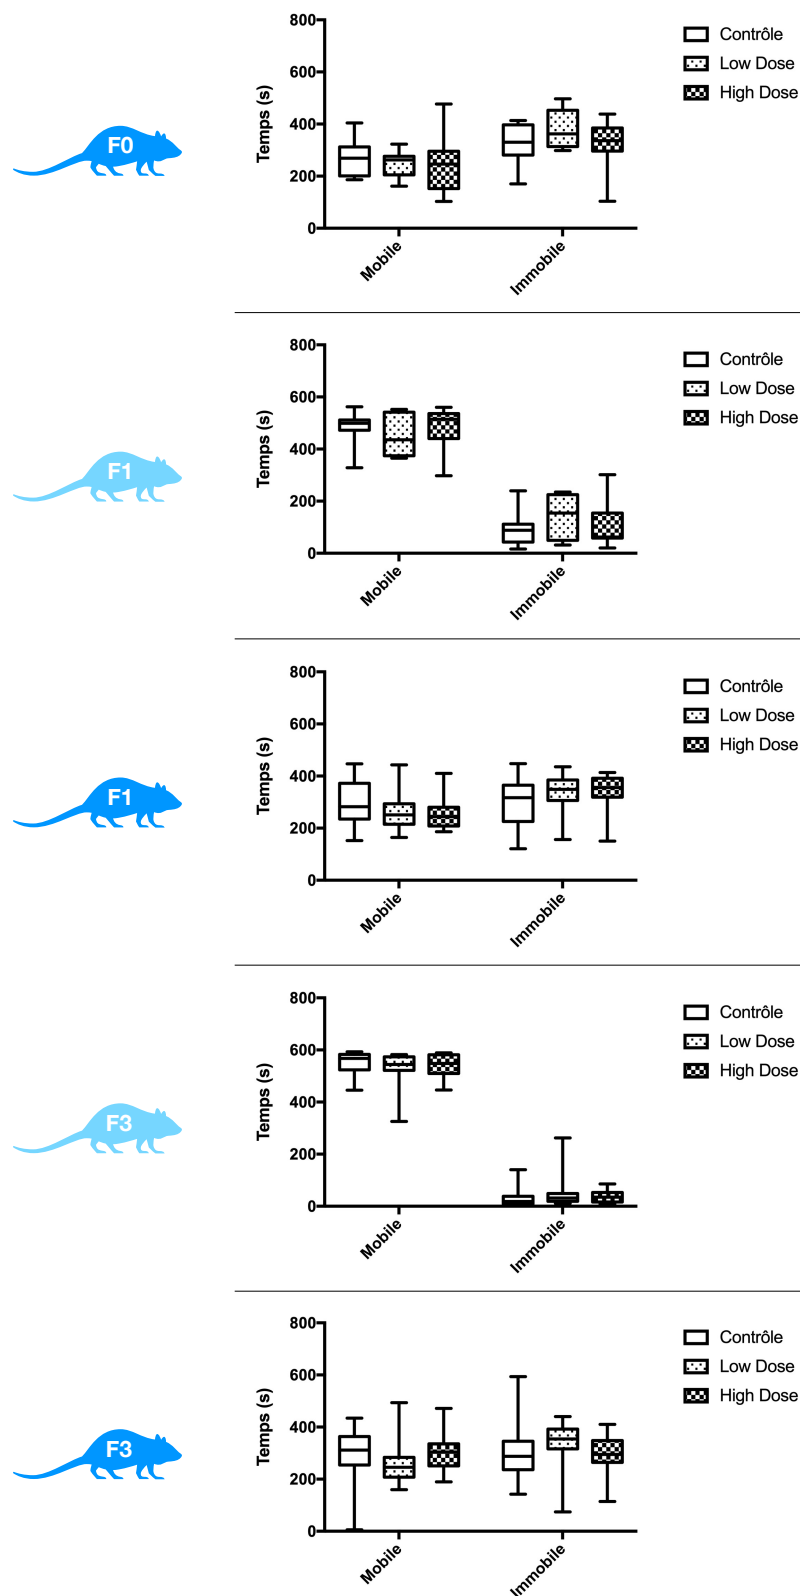 800
600
400
200
0
Temps (s)
Mobile
Immobile
Contrôle
Low Dose
High Dose
F0
800
600
400
200
0
Temps (s)
Mobile
Immobile
Contrôle
Low Dose
High Dose
F1
800
600
400
200
0
Temps (s)
Mobile
Immobile
Contrôle
Low Dose
High Dose
F1
800
600
400
200
0
Temps (s)
Mobile
Immobile
Contrôle
Low Dose
High Dose
F3
800
600
400
200
0
Temps (s)
Mobile
Immobile
Contrôle
Low Dose
High Dose
F3